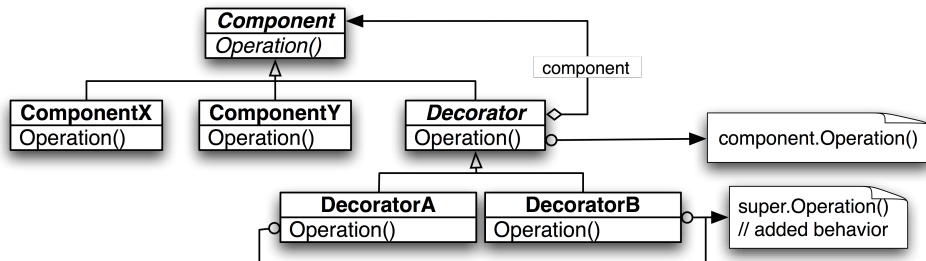 Component
Operation()
component
ComponentX
Operation()
ComponentY
Operation()
Decorator
Operation()
component.Operation()
DecoratorA
Operation()
DecoratorB
Operation()
super.Operation()
// added behavior